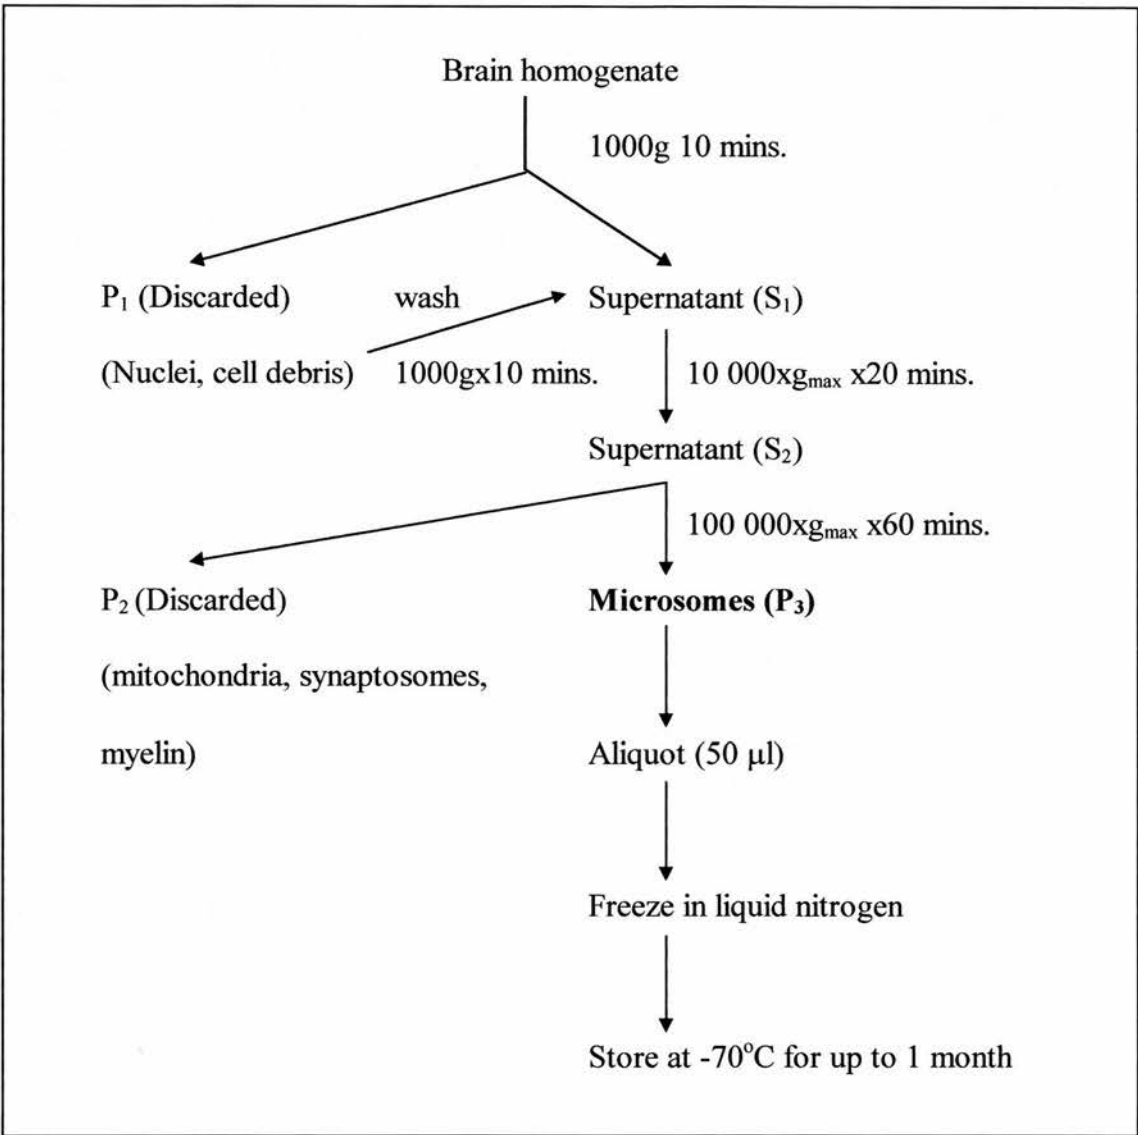 Brain homogenate
1000g 10 mins.
P₁ (Discarded) wash Supernatant (S₁)
(Nuclei, cell debris) 1000gx10 mins. 10 000xgₘₐₓ x20 mins.
Supernatant (S₂)
100 000xgₘₐₓ x60 mins.
P₂ (Discarded) Microsomes (P₃)
(mitochondria, synaptosomes,
myelin) Aliquot (50 µl)
Freeze in liquid nitrogen
Store at -70°C for up to 1 month